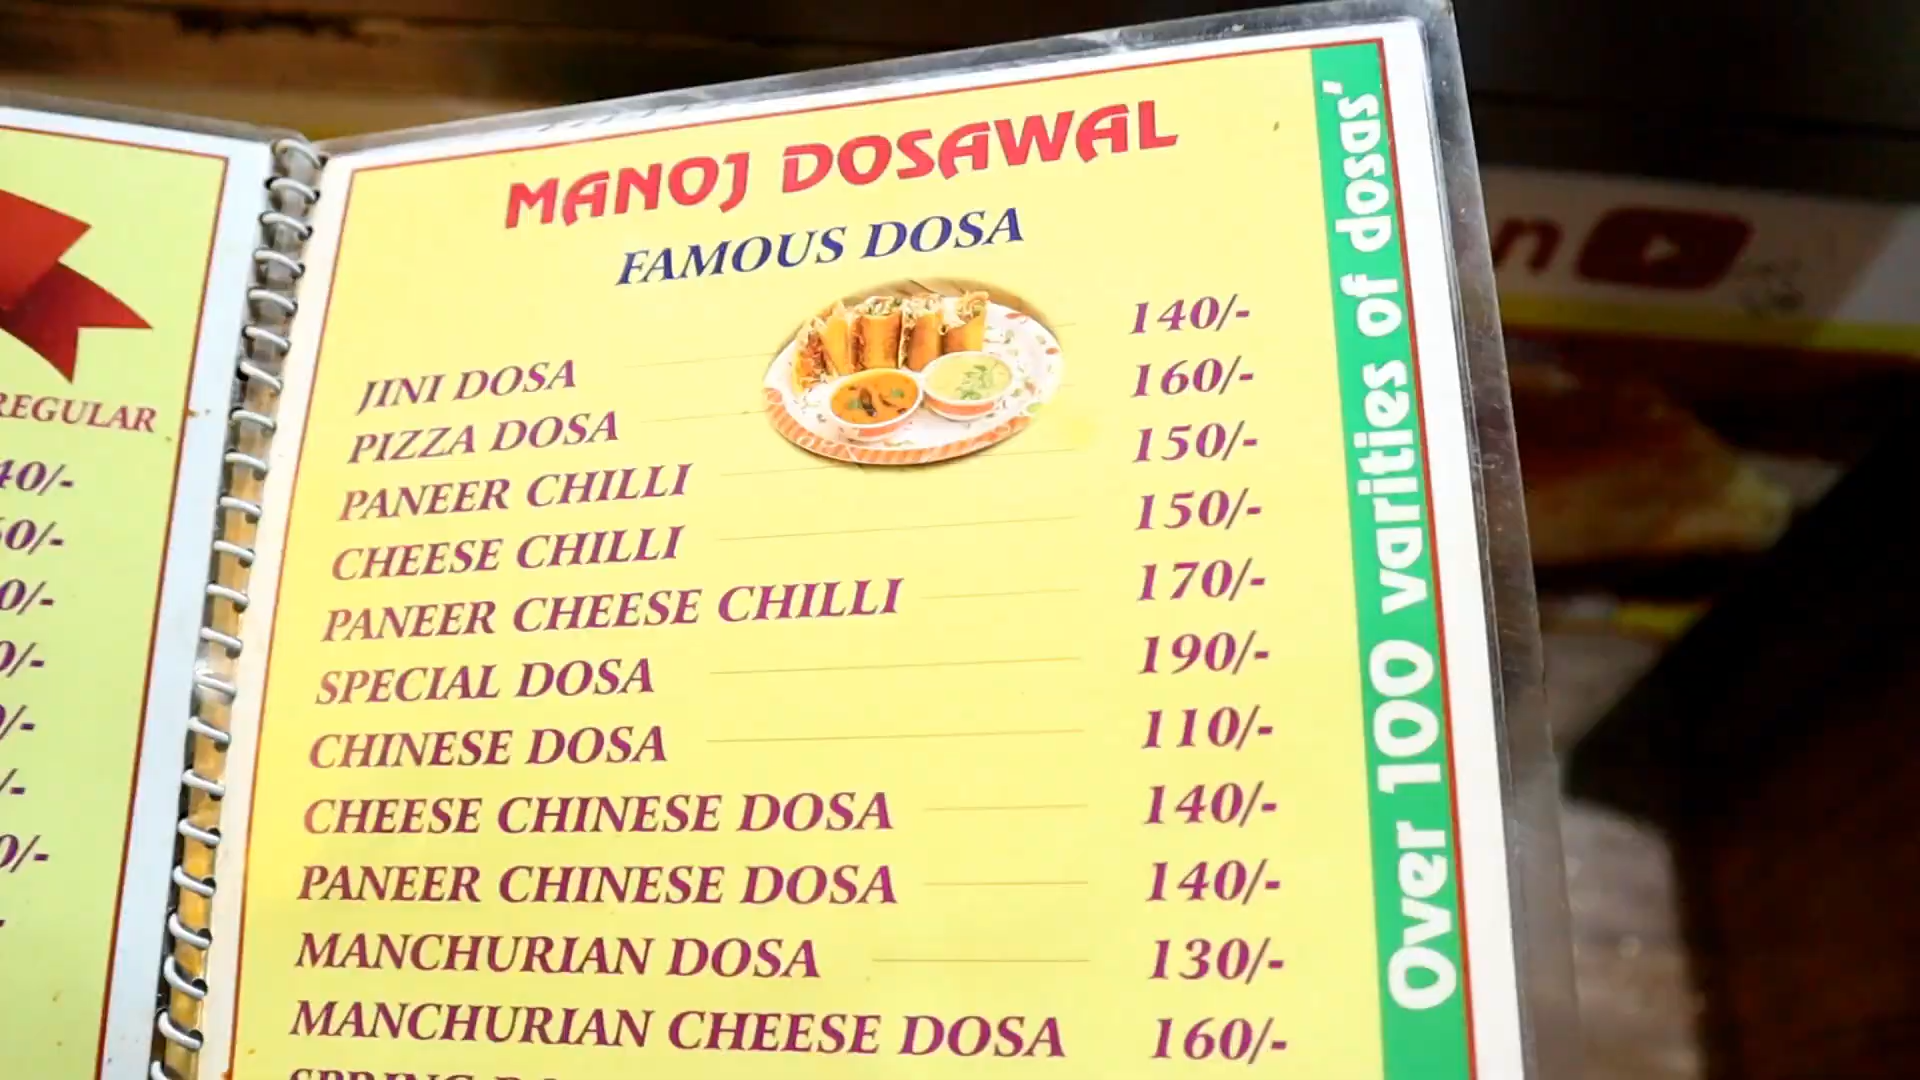 REGULAR
MANOJ DOSAWAL
FAMOUS DOSA
JINI DOSA 140/-
PIZZA DOSA 160/-
PANEER CHILLI 150/-
CHEESE CHILLI 150/-
PANEER CHEESE CHILLI 170/-
SPECIAL DOSA 190/-
CHINESE DOSA 110/-
CHEESE CHINESE DOSA 140/-
PANEER CHINESE DOSA 140/-
MANCHURIAN DOSA 130/-
MANCHURIAN CHEESE DOSA 160/-
Over 100 varities of dosas'